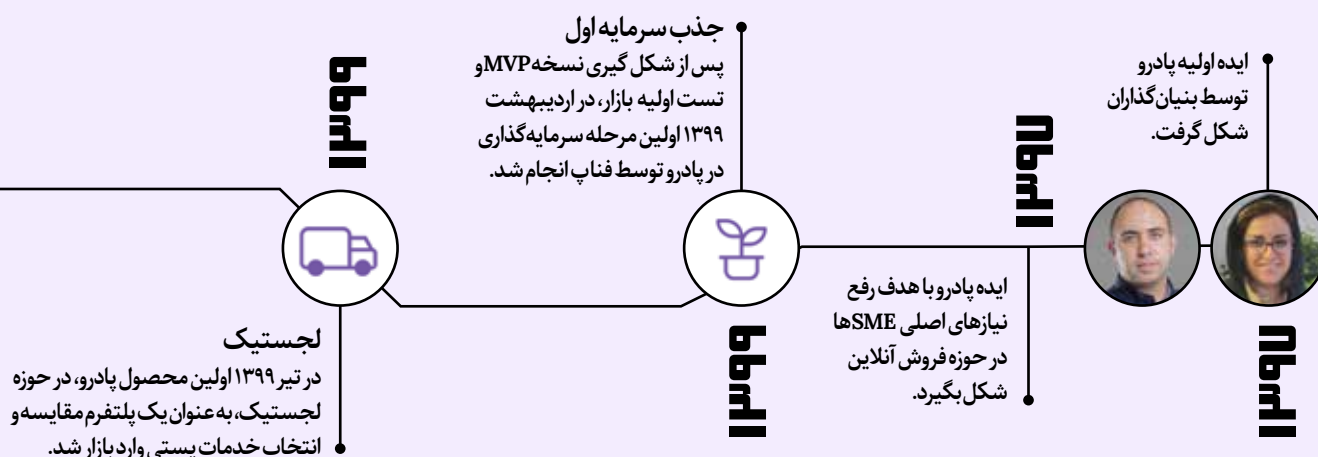 ایده اولیه پادرو
توسط بنیان‌گذاران
شکل گرفت.
۱۳۹۷
۱۳۹۷
ایده پادرو با هدف رفع
نیازهای اصلی SMEها
در حوزه فروش آنلاین
شکل بگیرد.
جذب سرمایه اول
پس از شکل گیری نسخه MVP و
تست اولیه بازار، در اردیبهشت
۱۳۹۹ اولین مرحله سرمایه‌گذاری
در پادرو توسط فناپ انجام شد.
۱۳۹۹
۱۳۹۹
لجستیک
در تیر ۱۳۹۹ اولین محصول پادرو، در حوزه
لجستیک، به عنوان یک پلتفرم مقایسه و
انتخاب خدمات پستی وارد بازار شد.